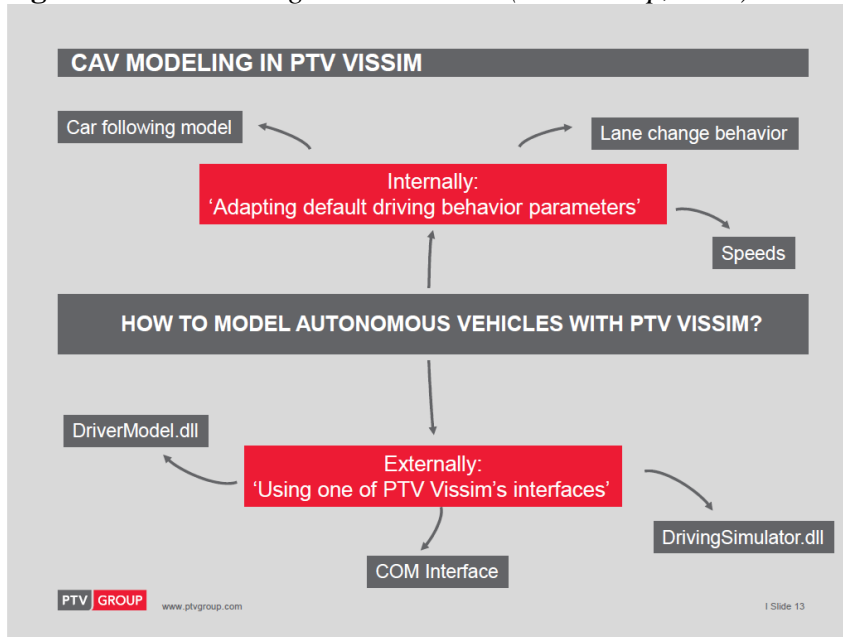 CAV MODELING IN PTV VISSIM
Car following model
Lane change behavior
Internally:
‘Adapting default driving behavior parameters’
Speeds
HOW TO MODEL AUTONOMOUS VEHICLES WITH PTV VISSIM?
DriverModel.dll
Externally:
‘Using one of PTV Vissim’s interfaces’
DrivingSimulator.dll
COM Interface
PTV GROUP www.ptvgroup.com
I Slide 13